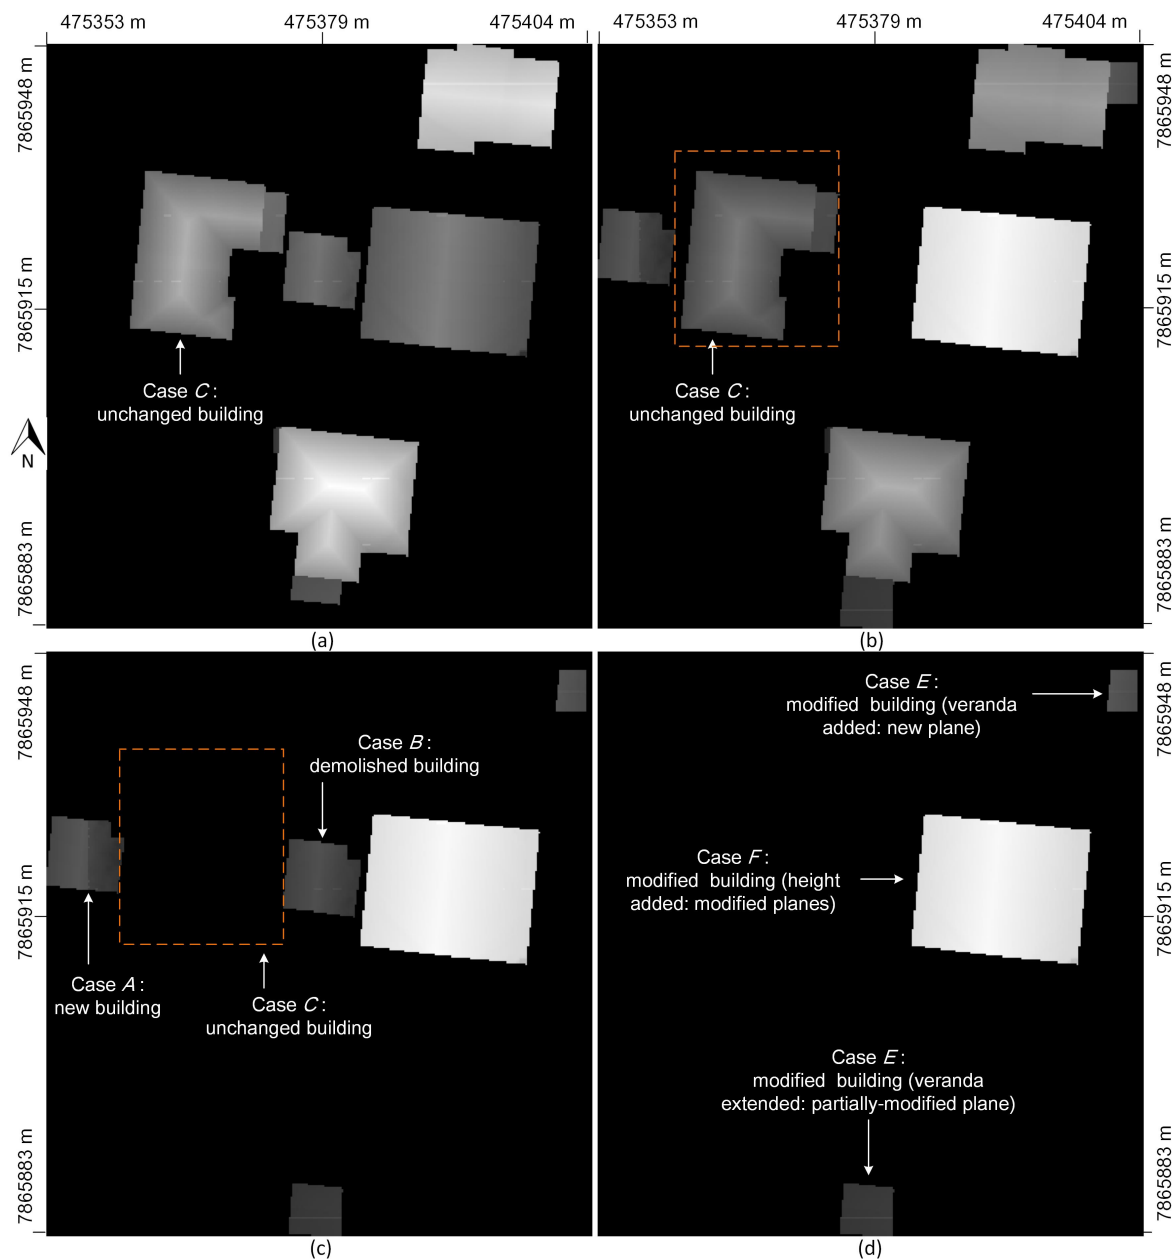 475353 m
475379 m
475404 m
475353 m
475379 m
475404 m
7865948 m
7865915 m
7865883 m
N
Case C :
unchanged building
(a)
7865948 m
7865915 m
7865883 m
Case C :
unchanged building
(b)
7865948 m
7865915 m
7865883 m
Case B :
demolished building
Case A :
new building
Case C :
unchanged building
(c)
7865948 m
7865915 m
7865883 m
Case E :
modified building (veranda
added: new plane)
Case F :
modified building (height
added: modified planes)
Case E :
modified building (veranda
extended: partially-modified plane)
(d)